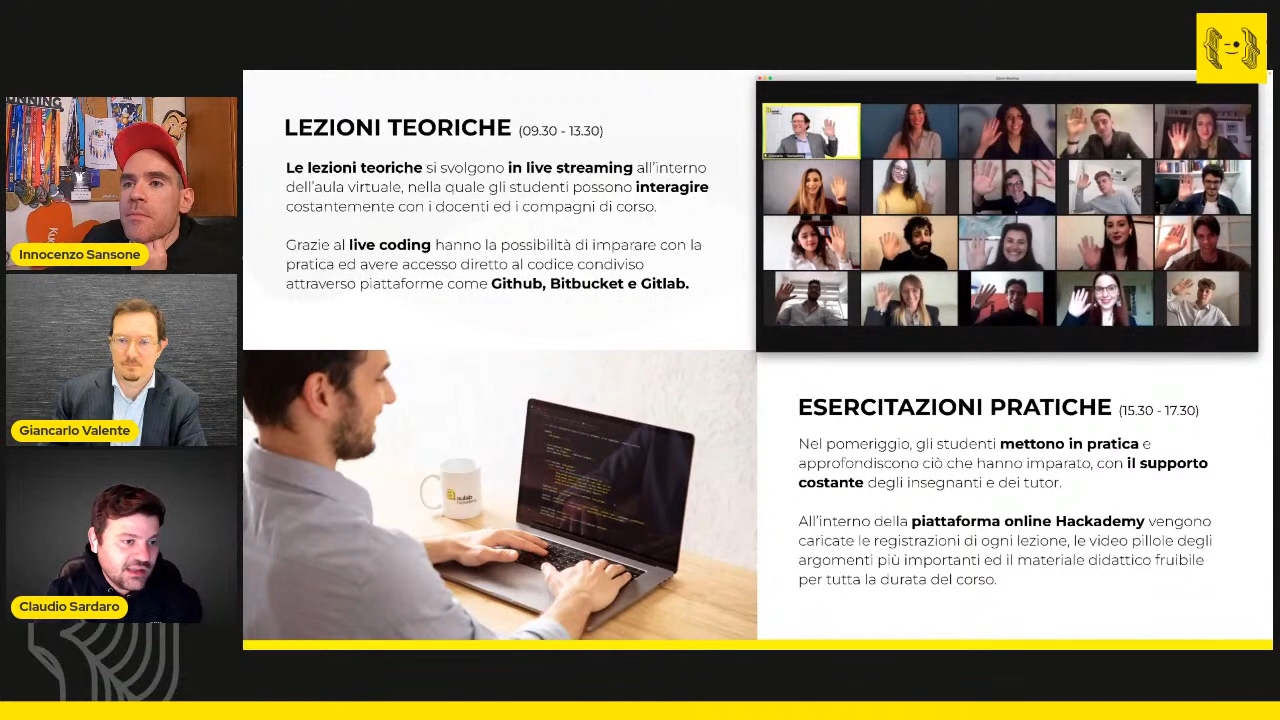 LEZIONI TEORICHE (09.30 - 13.30)
Le lezioni teoriche si svolgono in live streaming all'interno
dell'aula virtuale, nella quale gli studenti possono interagire
costantemente con i docenti ed i compagni di corso.
Grazie al live coding hanno la possibilità di imparare con la
pratica ed avere accesso diretto al codice condiviso
attraverso piattaforme come Github, Bitbucket e Gitlab.
Innocenzo Sansone
Giancarlo Valente
Claudio Sardaro
aulab
ESERCITAZIONI PRATICHE (15.30 - 17.30)
Nel pomeriggio, gli studenti mettono in pratica e
approfondiscono ciò che hanno imparato, con il supporto
costante degli insegnanti e dei tutor.
All'interno della piattaforma online Hackademy vengono
caricate le registrazioni di ogni lezione, le video pillole degli
argomenti più importanti ed il materiale didattico fruibile
per tutta la durata del corso.